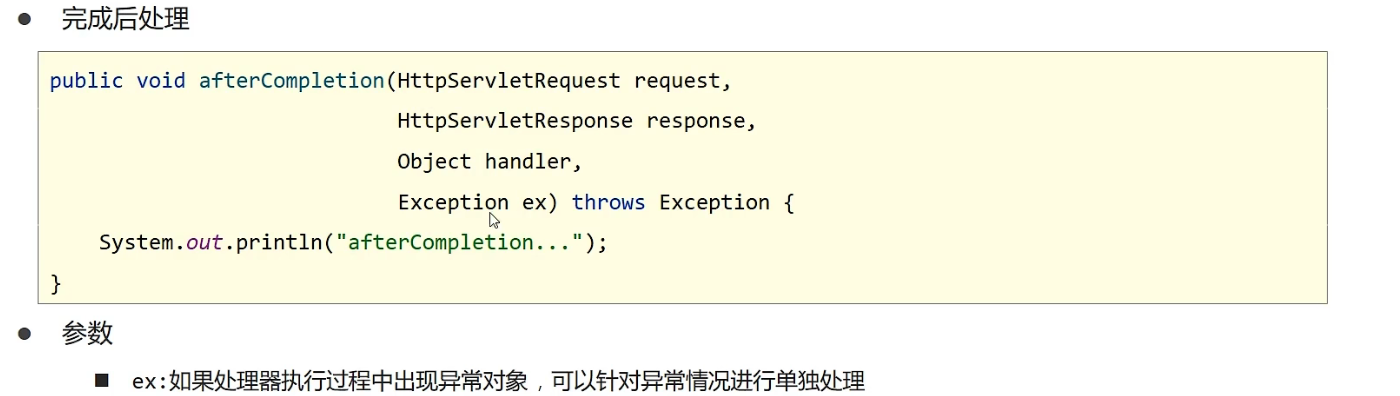 ● 完成后处理
public void afterCompletion(HttpServletRequest request,
                            HttpServletResponse response,
                            Object handler,
                            Exception ex) throws Exception {
    System.out.println("afterCompletion...");
}
● 参数
■ ex:如果处理器执行过程中出现异常对象，可以针对异常情况进行单独处理